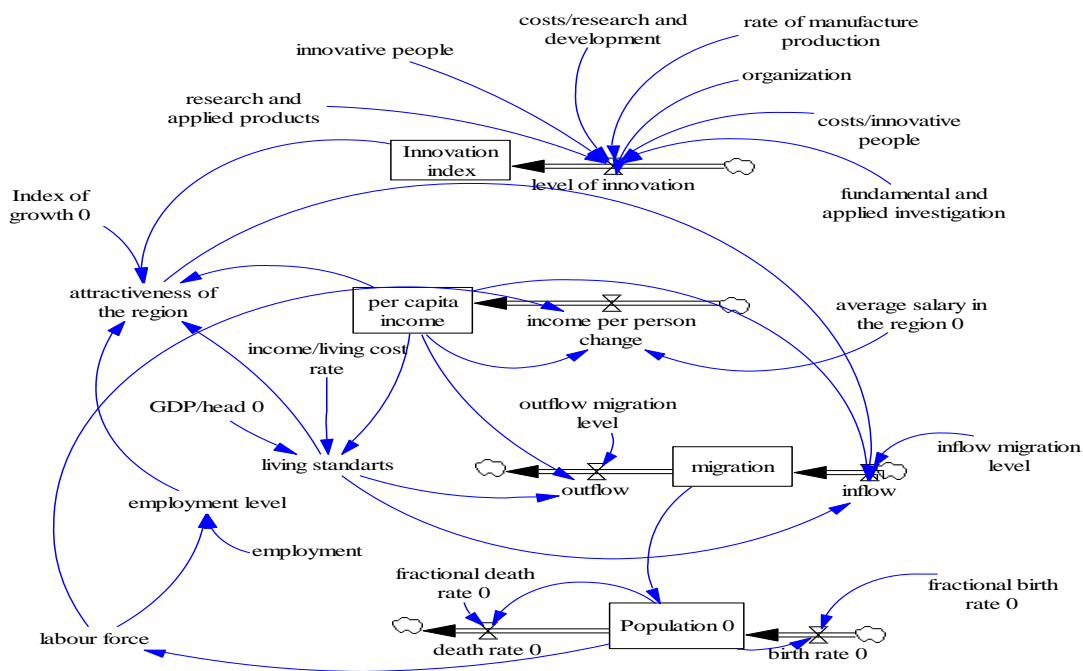 costs/research and
development
rate of manufacture
production
innovative people
organization
research and
applied products
costs/innovative
people
Innovation
index
level of innovation
fundamental and
applied investigation
Index of
growth 0
attractiveness of
the region
per capita
income
income per person
change
average salary in
the region 0
income/living cost
rate
GDP/head 0
outflow migration
level
inflow migration
level
living standarts
migration
outflow
inflow
employment level
employment
fractional death
rate 0
fractional birth
rate 0
labour force
Population 0
death rate 0
birth rate 0